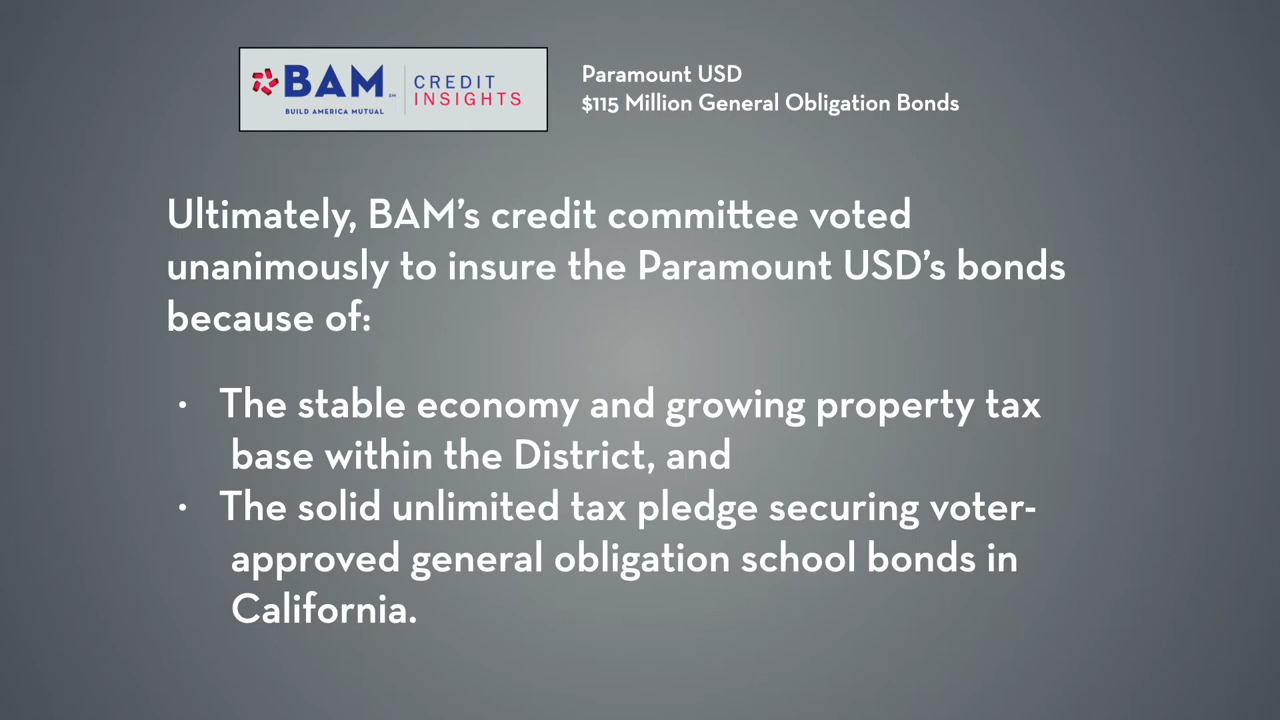 BAM SM
BUILD AMERICA MUTUAL
CREDIT
INSIGHTS
Paramount USD
$115 Million General Obligation Bonds
Ultimately, BAM’s credit committee voted
unanimously to insure the Paramount USD’s bonds
because of:
• The stable economy and growing property tax
base within the District, and
• The solid unlimited tax pledge securing voter-
approved general obligation school bonds in
California.